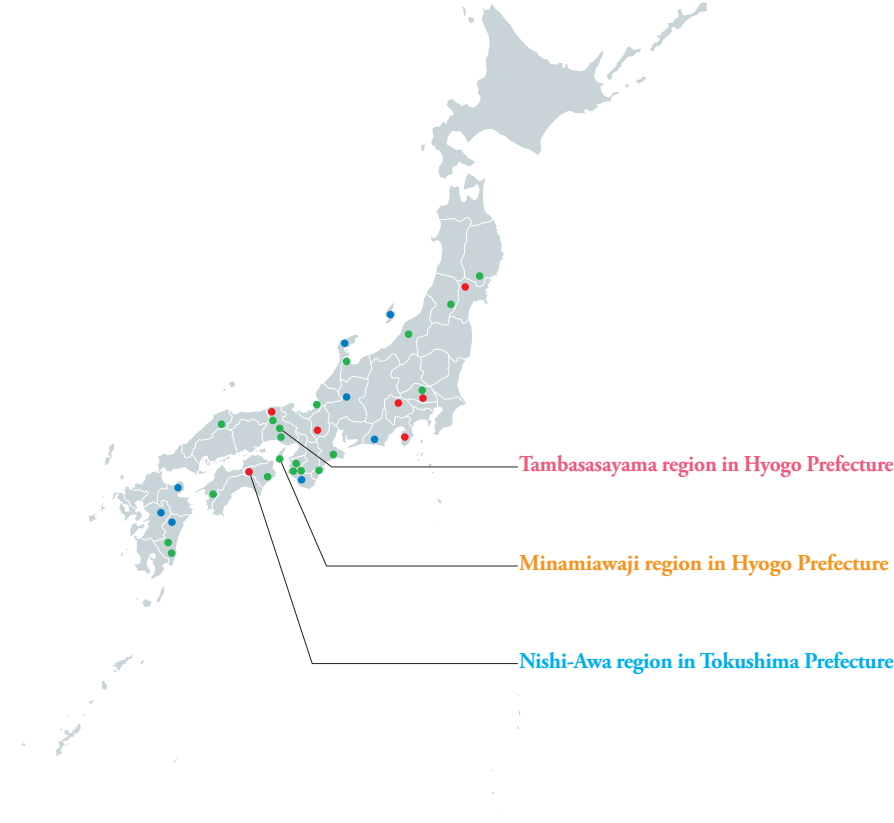 Tambasasayama region in Hyogo Prefecture
Minamiawaji region in Hyogo Prefecture
Nishi-Awa region in Tokushima Prefecture